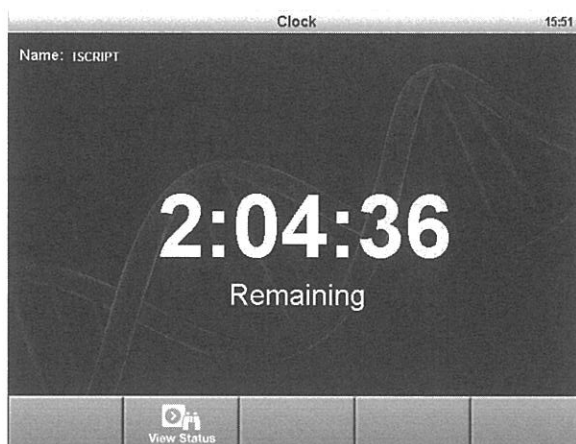 Clock
15:51
Name: ISCRIPT
2:04:36
Remaining
View Status